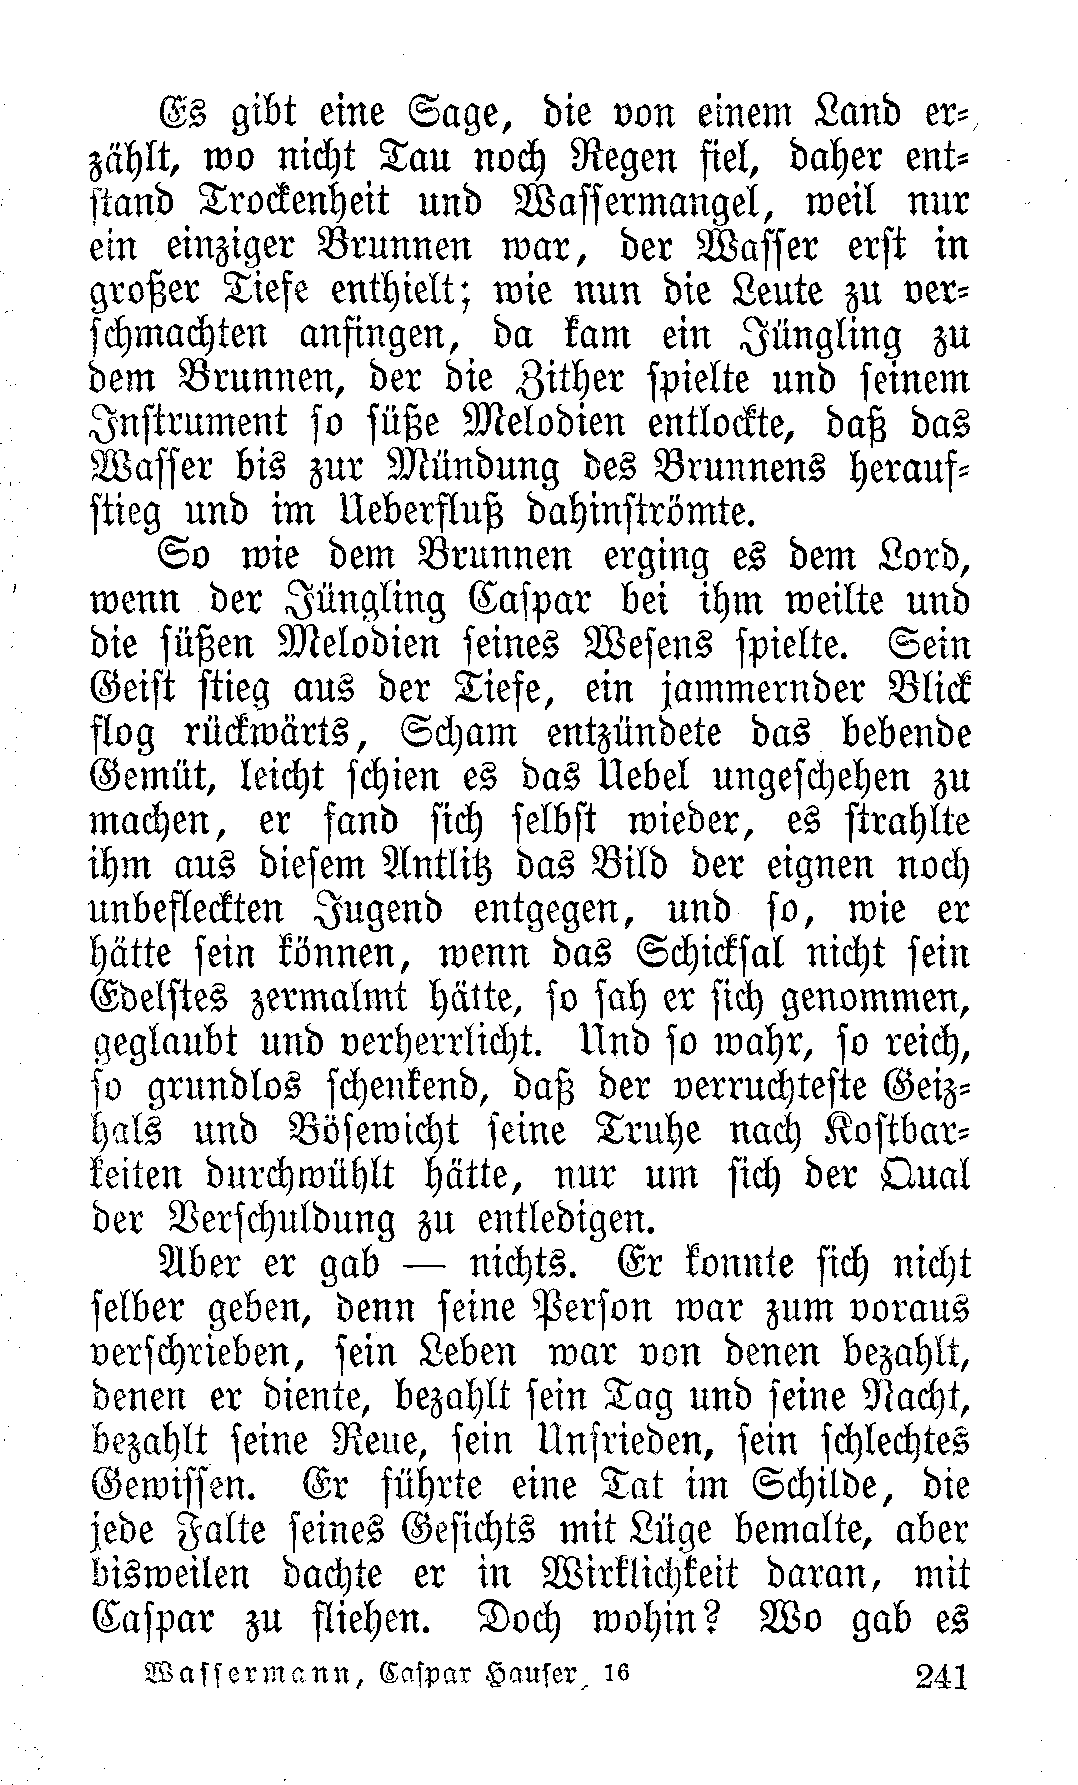 Es gibt eine Sage, die von einem Land er-
zählt, wo nicht Tau noch Regen fiel, daher ent-
stand Trockenheit und Wassermangel, weil nur
ein einziger Brunnen war, der Wasser erst in
großer Tiefe enthielt; wie nun die Leute zu ver-
schmachten anfingen, da kam ein Jüngling zu
dem Brunnen, der die Zither spielte und seinem
Instrument so süße Melodien entlockte, daß das
Wasser bis zur Mündung des Brunnens herauf-
stieg und im Ueberfluß dahinströmte.
So wie dem Brunnen erging es dem Lord,
wenn der Jüngling Caspar bei ihm weilte und
die süßen Melodien seines Wesens spielte. Sein
Geist stieg aus der Tiefe, ein jammernder Blick
flog rückwärts, Scham entzündete das bebende
Gemüt, leicht schien es das Uebel ungeschehen zu
machen, er fand sich selbst wieder, es strahlte
ihm aus diesem Antlitz das Bild der eignen noch
unbefleckten Jugend entgegen, und so, wie er
hätte sein können, wenn das Schicksal nicht sein
Edelstes zermalmt hätte, so sah er sich genommen,
geglaubt und verherrlicht. Und so wahr, so reich,
so grundlos schenkend, daß der verruchteste Geiz-
hals und Bösewicht seine Truhe nach Kostbar-
keiten durchwühlt hätte, nur um sich der Qual
der Verschuldung zu entledigen.
Aber er gab — nichts. Er konnte sich nicht
selber geben, denn seine Person war zum voraus
verschrieben, sein Leben war von denen bezahlt,
denen er diente, bezahlt sein Tag und seine Nacht,
bezahlt seine Reue, sein Unfrieden, sein schlechtes
Gewissen. Er führte eine Tat im Schilde, die
jede Falte seines Gesichts mit Lüge bemalte, aber
bisweilen dachte er in Wirklichkeit daran, mit
Caspar zu fliehen. Doch wohin? Wo gab es
Wassermann, Caspar Hauser 16 241